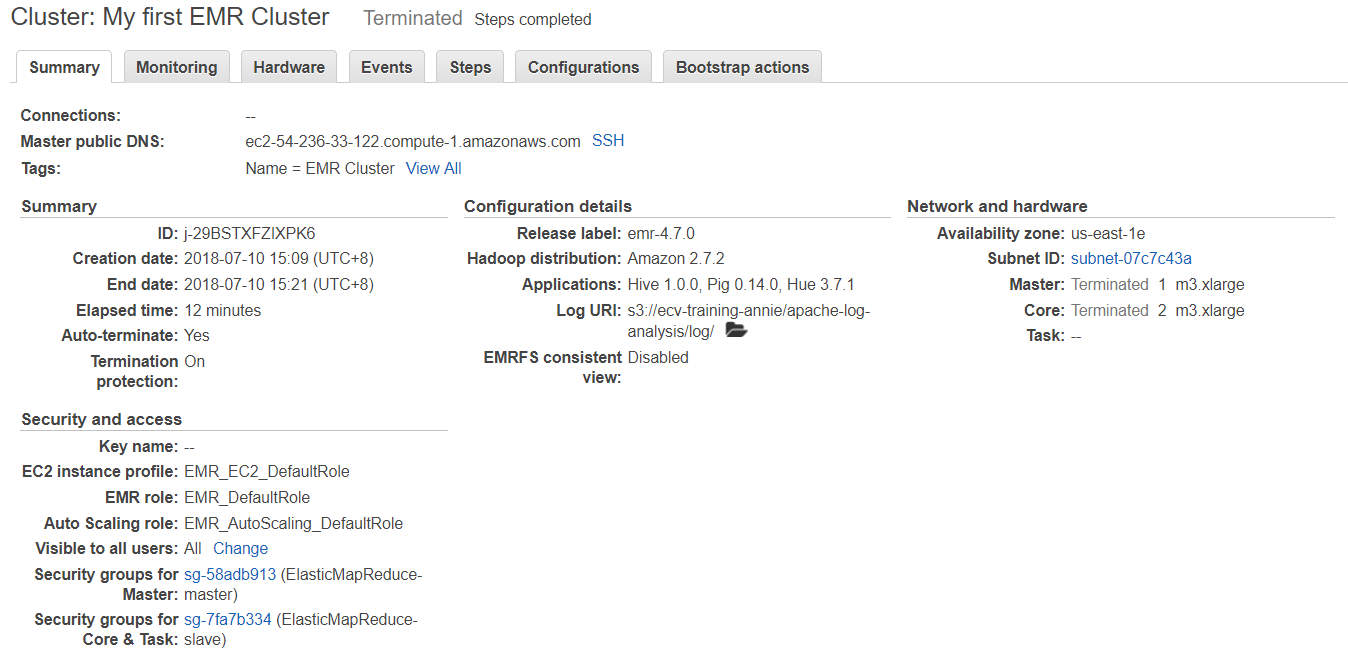 Cluster: My first EMR Cluster Terminated Steps completed
Summary Monitoring Hardware Events Steps Configurations Bootstrap actions
Connections: --
Master public DNS: ec2-54-236-33-122.compute-1.amazonaws.com SSH
Tags: Name = EMR Cluster View All
Summary
ID: j-29BSTXFZIXPK6
Creation date: 2018-07-10 15:09 (UTC+8)
End date: 2018-07-10 15:21 (UTC+8)
Elapsed time: 12 minutes
Auto-terminate: Yes
Termination On
protection:
Configuration details
Release label: emr-4.7.0
Hadoop distribution: Amazon 2.7.2
Applications: Hive 1.0.0, Pig 0.14.0, Hue 3.7.1
Log URI: s3://ecv-training-annie/apache-log-
analysis/log/
EMRFS consistent Disabled
view:
Network and hardware
Availability zone: us-east-1e
Subnet ID: subnet-07c7c43a
Master: Terminated 1 m3.xlarge
Core: Terminated 2 m3.xlarge
Task: --
Security and access
Key name: --
EC2 instance profile: EMR_EC2_DefaultRole
EMR role: EMR_DefaultRole
Auto Scaling role: EMR_AutoScaling_DefaultRole
Visible to all users: All Change
Security groups for sg-58adb913 (ElasticMapReduce-
Master: master)
Security groups for sg-7fa7b334 (ElasticMapReduce-
Core & Task: slave)